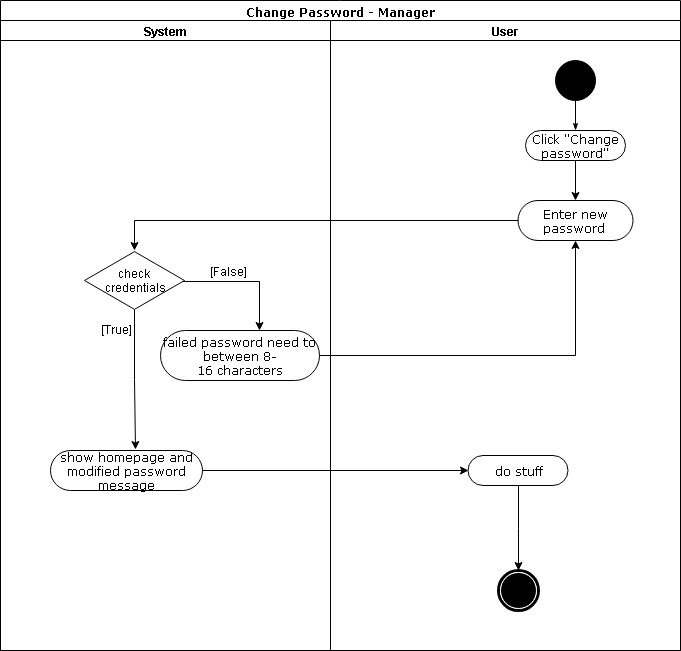 Change Password - Manager
System
User
Click "Change
password"
Enter new
password
check
credentials
[False]
[True]
failed password need to
between 8-
16 characters
show homepage and
modified password
message
do stuff